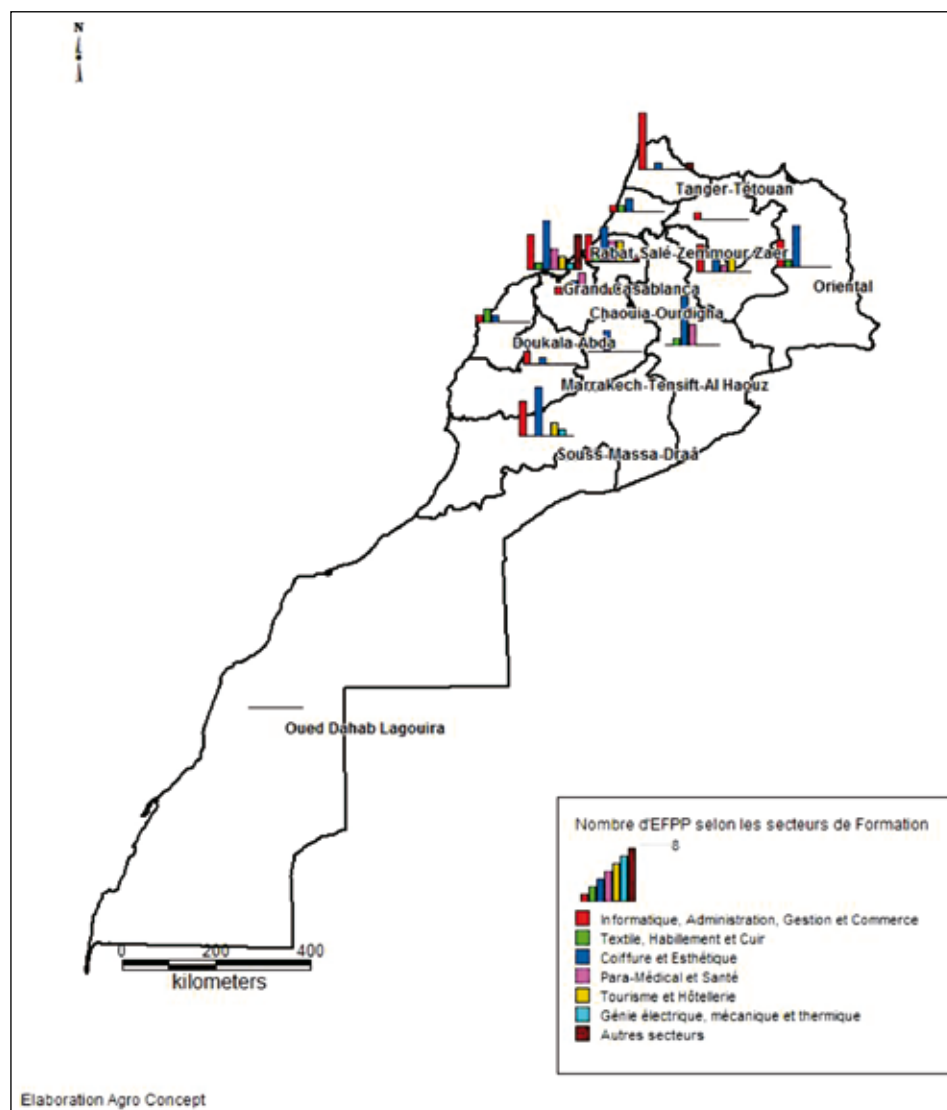 N
Tanger-Tétouan
Rabat-Salé-Zemmour-Zaer
Oriental
Grand Casablanca
Chaouia-Ourdigha
Doukala-Abda
Marrakech-Tensift-Al Haouz
Souss-Massa-Draâ
Oued Dahab Lagouira
Nombre d'EFPP selon les secteurs de Formation
8
Informatique, Administration, Gestion et Commerce
Textile, Habillement et Cuir
Coiffure et Esthétique
Para-Médical et Santé
Tourisme et Hôtellerie
Génie électrique, mécanique et thermique
Autres secteurs
0 200 400
kilometers
Elaboration Agro Concept